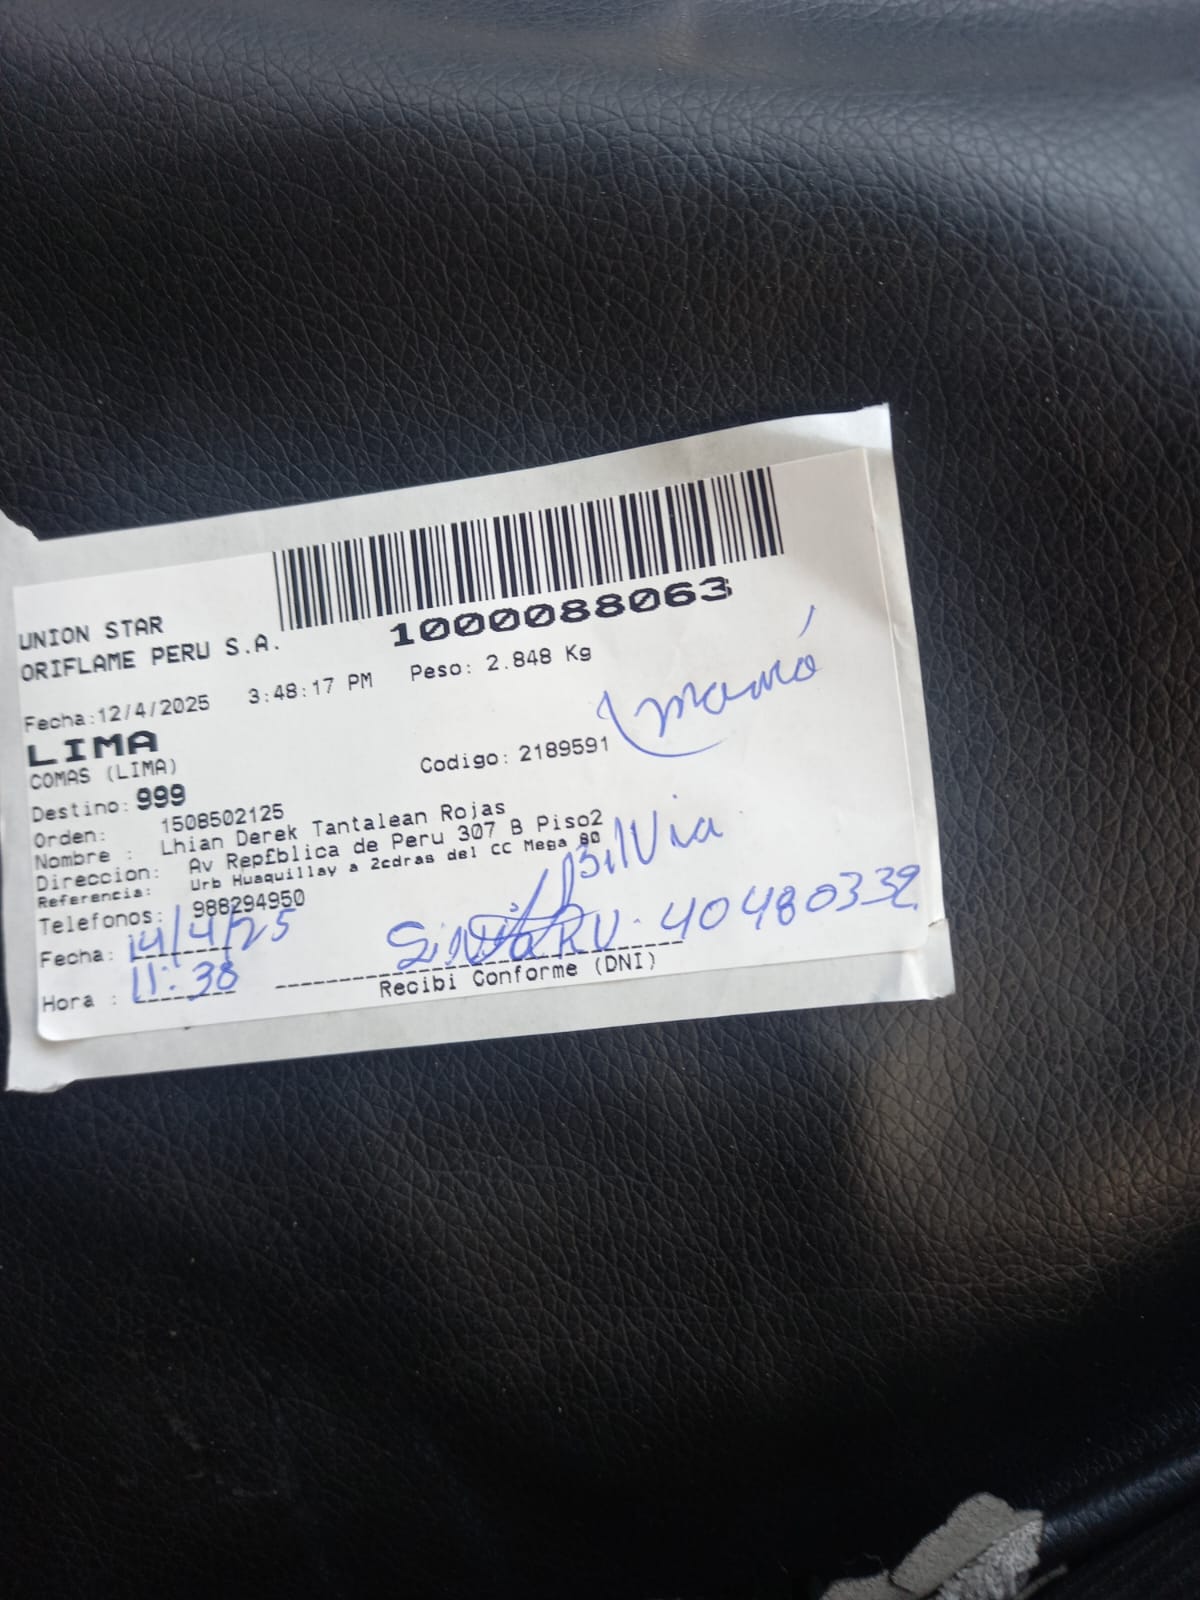 1000088063
UNION STAR
ORIFLAME PERU S.A.
Fecha:12/4/2025 3:48:17 PM Peso: 2.848 Kg
LIMA
COMAS (LIMA) Codigo: 2189591
mamá
Destino: 999
Orden: 1508502125
Nombre : Lhian Derek Tantalean Rojas
Direccion: Av Rep£blica de Peru 307 B Piso2
Referencia: Urb Huaquillay a 2cdras del CC Mega 80
Telefonos: 988294950
Silvia
Fecha: 14/4/25
40480339
Hora : 11:38
Recibi Conforme (DNI)